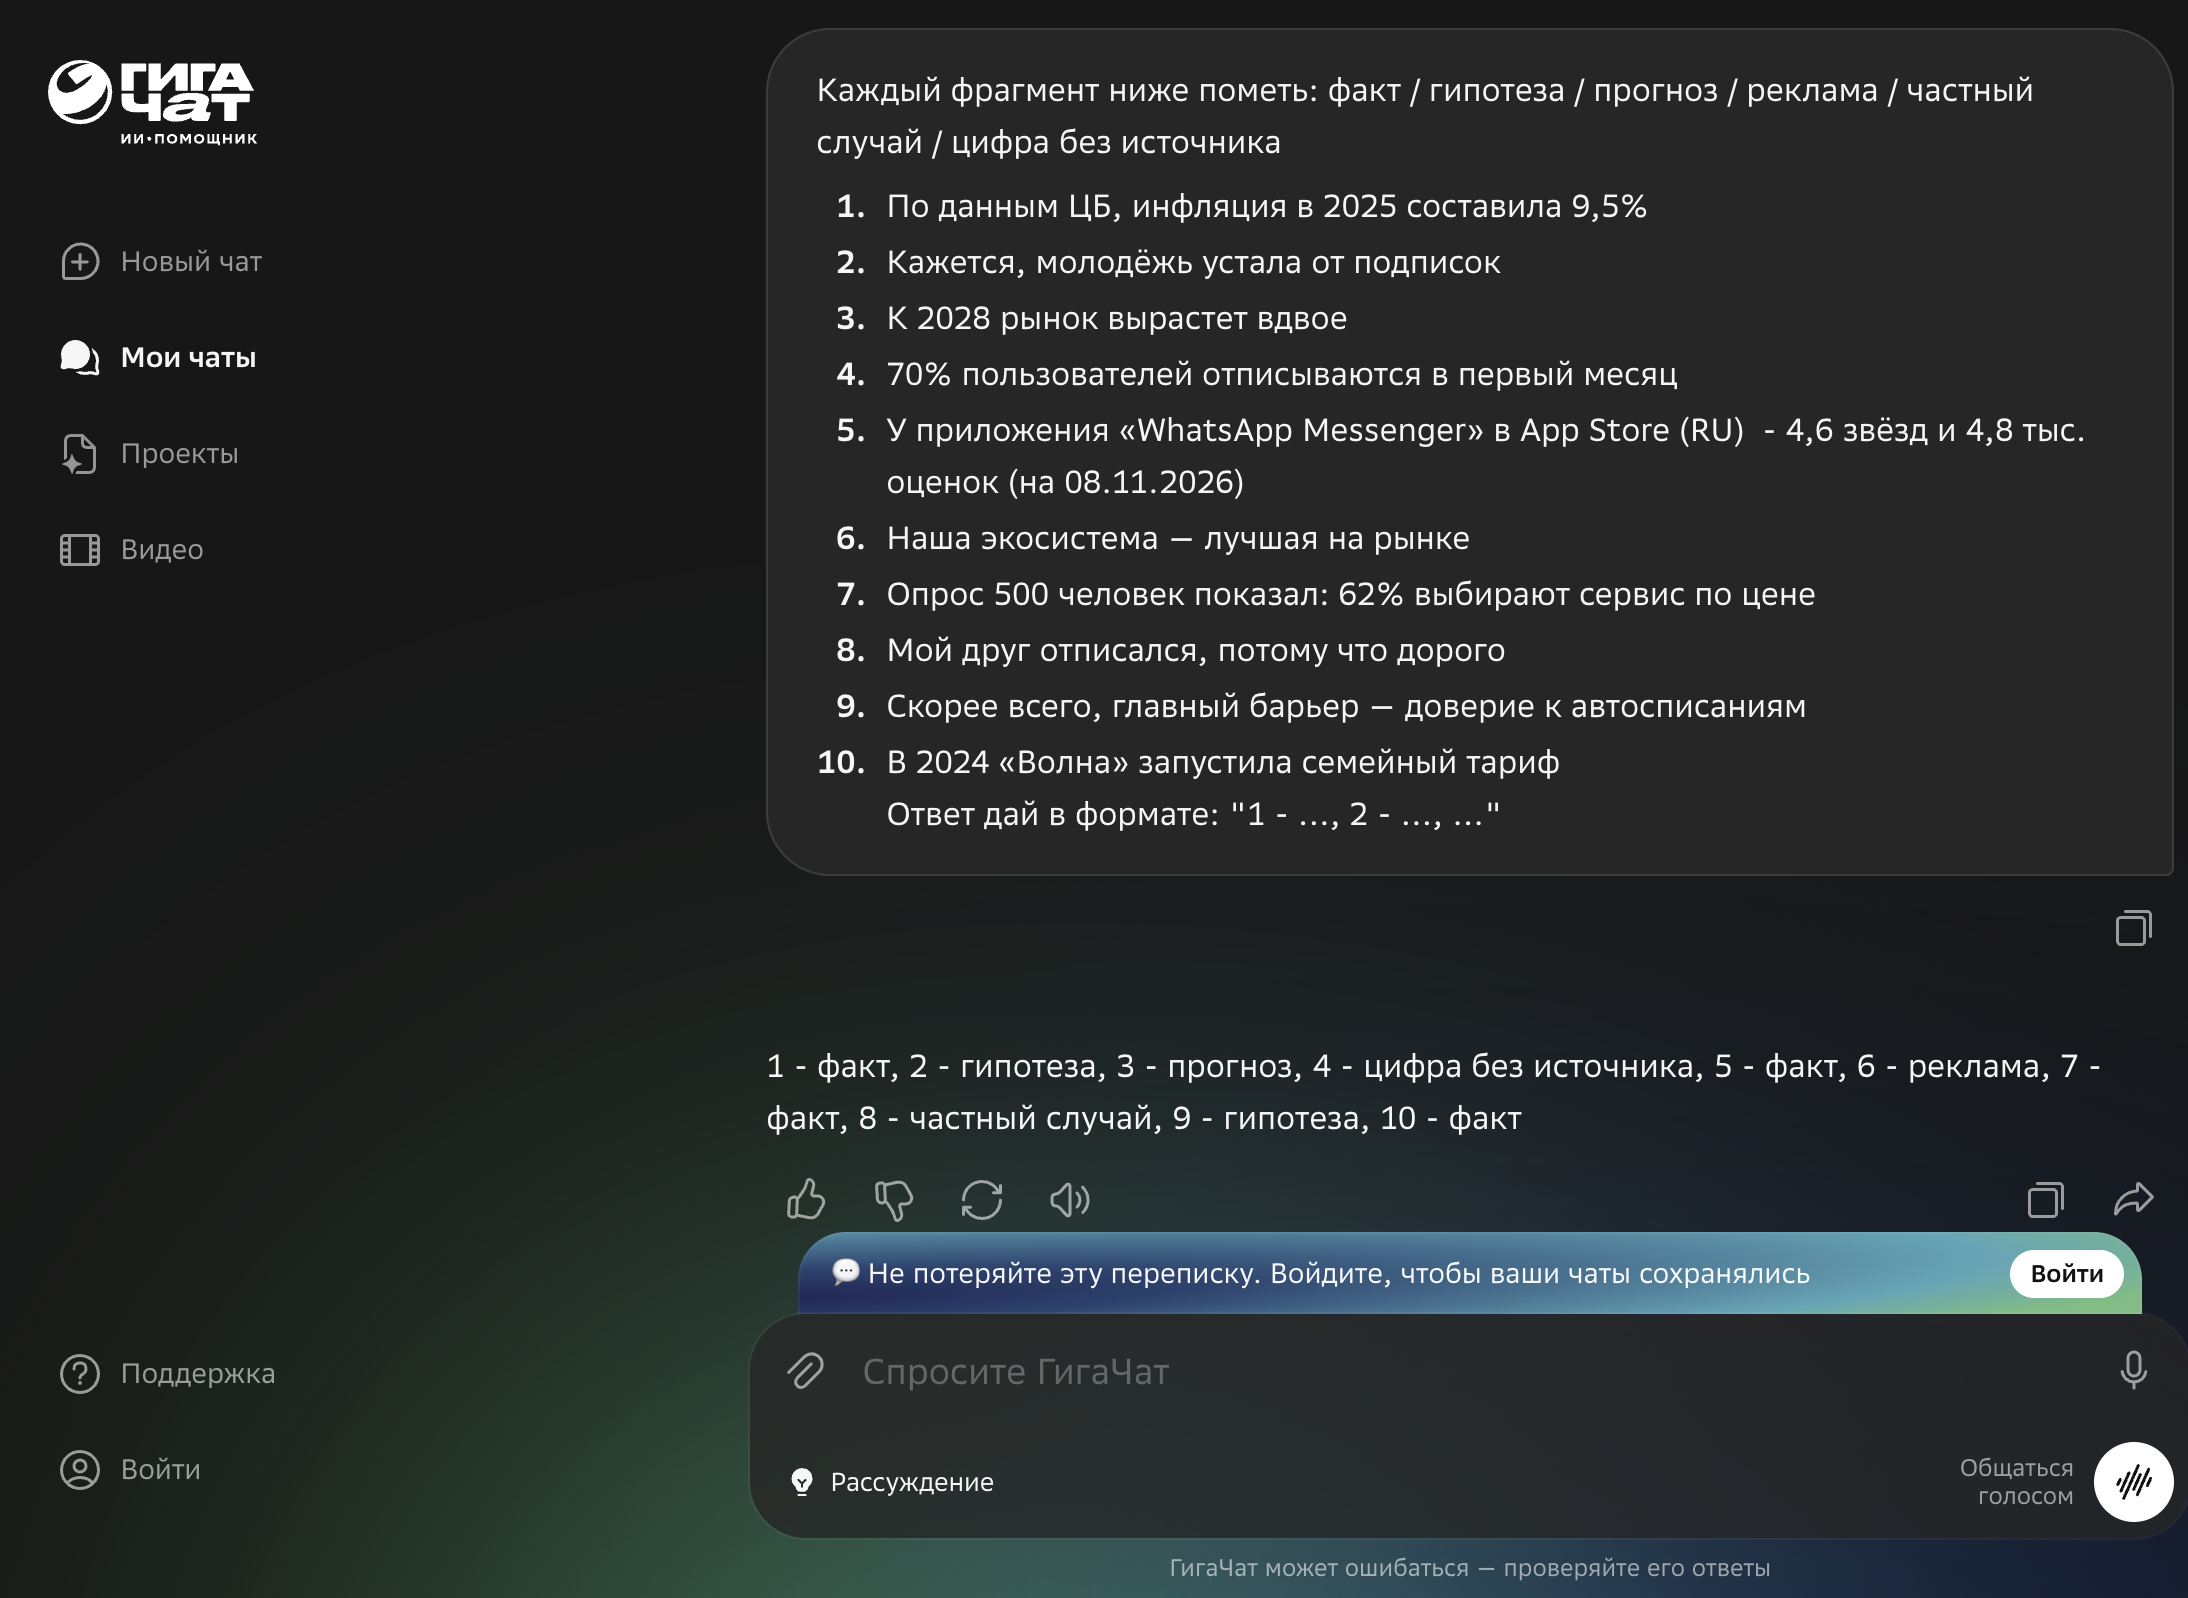 ГИГА
ЧАТ
ИИ•ПОМОЩНИК
Новый чат
Мои чаты
Проекты
Видео
Поддержка
Войти
Каждый фрагмент ниже пометь: факт / гипотеза / прогноз / реклама / частный
случай / цифра без источника
1. По данным ЦБ, инфляция в 2025 составила 9,5%
2. Кажется, молодёжь устала от подписок
3. К 2028 рынок вырастет вдвое
4. 70% пользователей отписываются в первый месяц
5. У приложения «WhatsApp Messenger» в App Store (RU)  - 4,6 звёзд и 4,8 тыс.
оценок (на 08.11.2026)
6. Наша экосистема — лучшая на рынке
7. Опрос 500 человек показал: 62% выбирают сервис по цене
8. Мой друг отписался, потому что дорого
9. Скорее всего, главный барьер — доверие к автосписаниям
10. В 2024 «Волна» запустила семейный тариф
Ответ дай в формате: "1 - ..., 2 - ..., ..."
1 - факт, 2 - гипотеза, 3 - прогноз, 4 - цифра без источника, 5 - факт, 6 - реклама, 7 -
факт, 8 - частный случай, 9 - гипотеза, 10 - факт
Не потеряйте эту переписку. Войдите, чтобы ваши чаты сохранялись
Войти
Спросите ГигаЧат
Рассуждение
Общаться
голосом
ГигаЧат может ошибаться — проверяйте его ответы